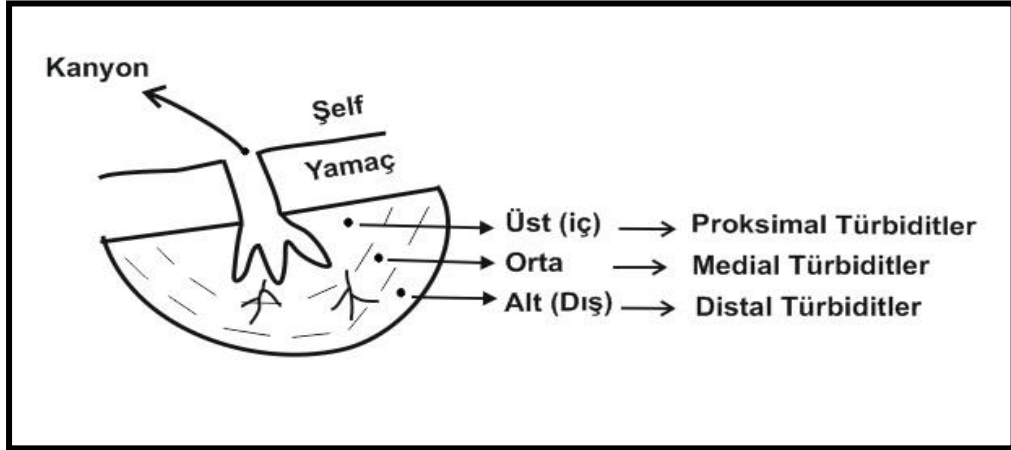 Kanyon
Şelf
Yamaç
Üst (iç) Proksimal Türbiditler
Orta Medial Türbiditler
Alt (Dış) Distal Türbiditler